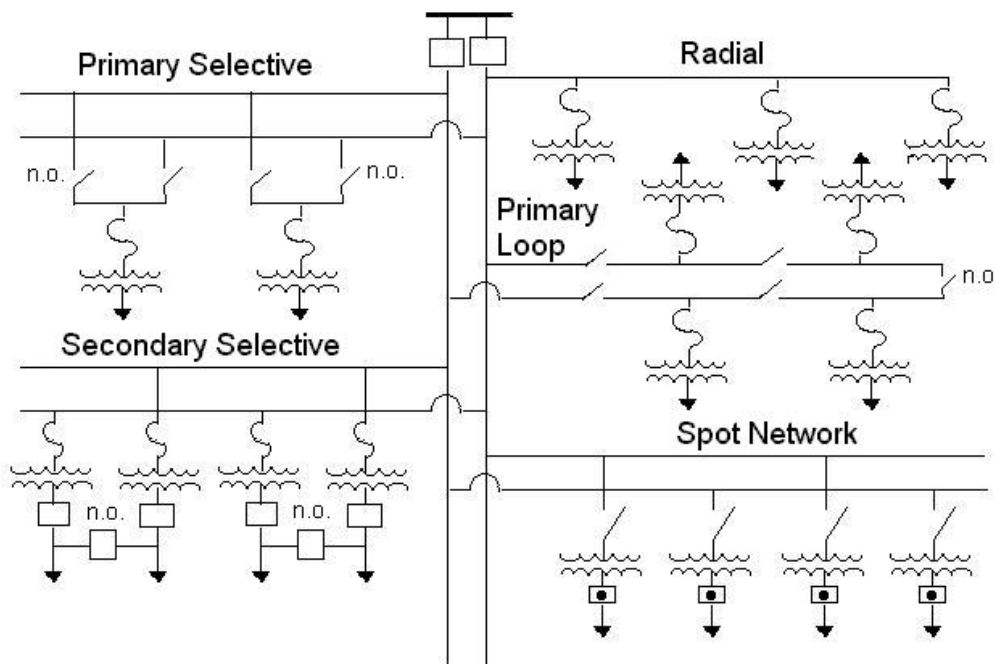 Primary Selective
Radial
n.o.
n.o.
Primary
Loop
n.o
Secondary Selective
Spot Network
n.o.
n.o.